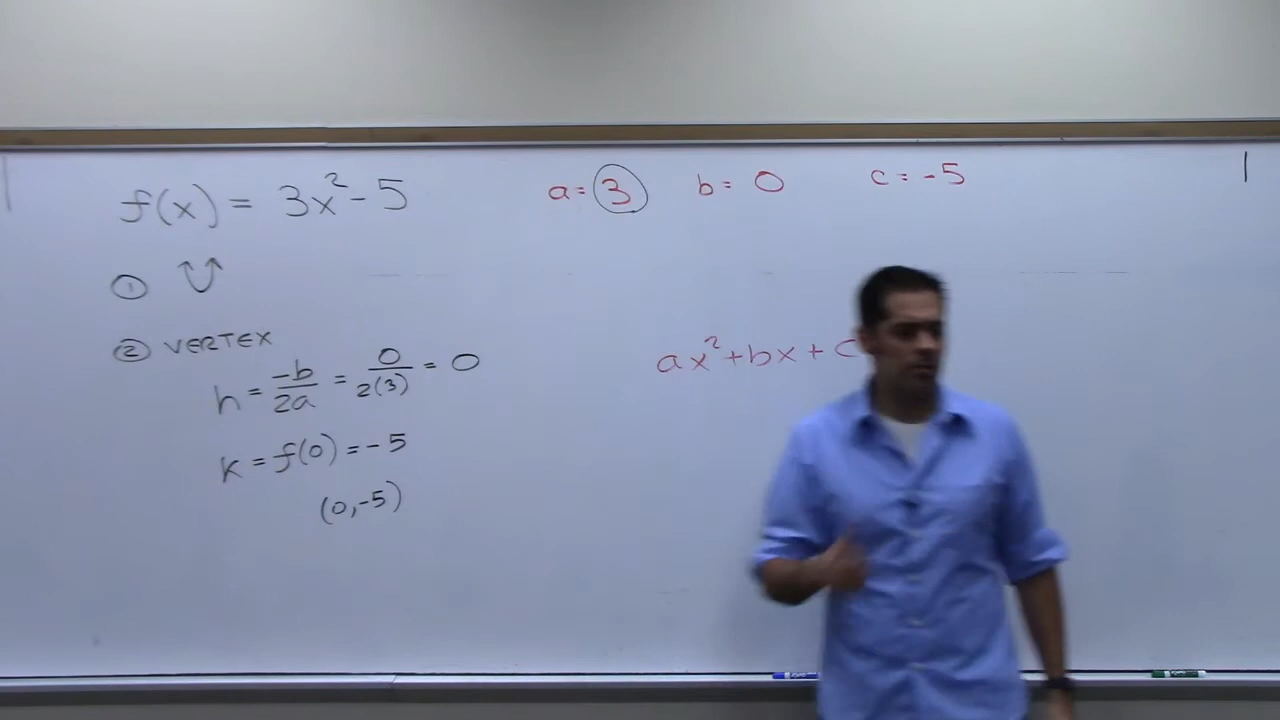 f(x) = 3x² - 5
a = 3 b = 0 c = -5
①
② VERTEX
h = -b/2a = 0/2(3) = 0
ax² + bx + c
k = f(0) = -5
(0, -5)